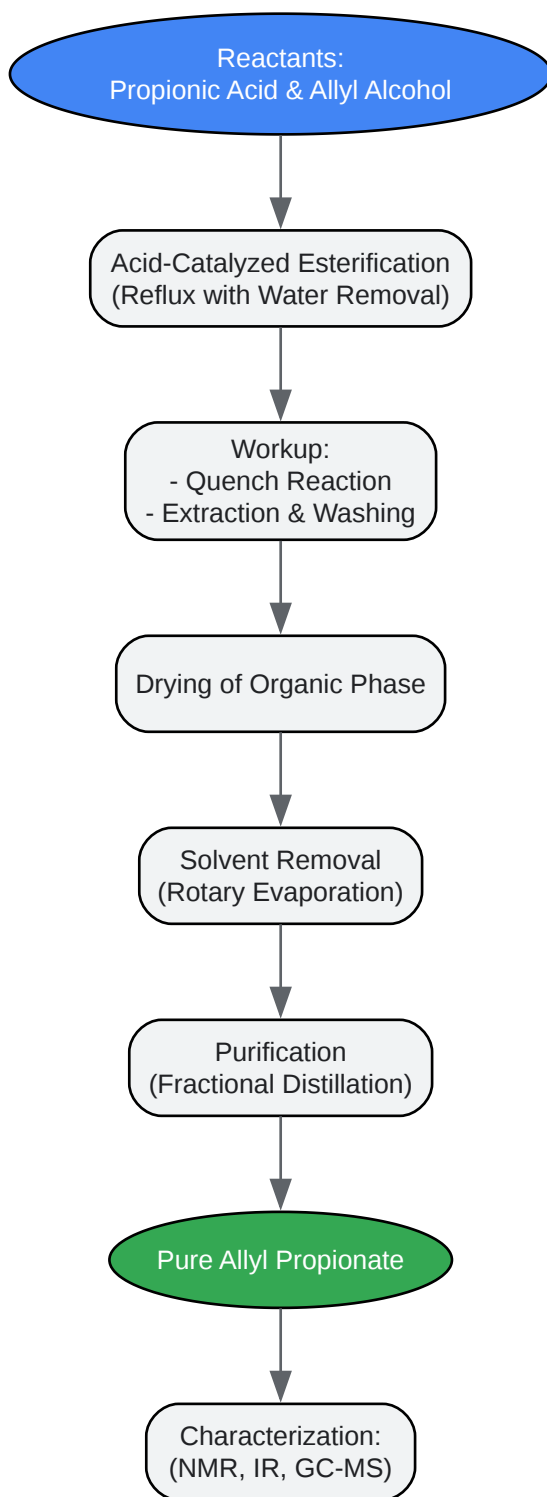 Reactants:
Propionic Acid & Allyl Alcohol
Acid-Catalyzed Esterification
(Reflux with Water Removal)
Workup:
- Quench Reaction
- Extraction & Washing
Drying of Organic Phase
Solvent Removal
(Rotary Evaporation)
Purification
(Fractional Distillation)
Pure Allyl Propionate
Characterization:
(NMR, IR, GC-MS)